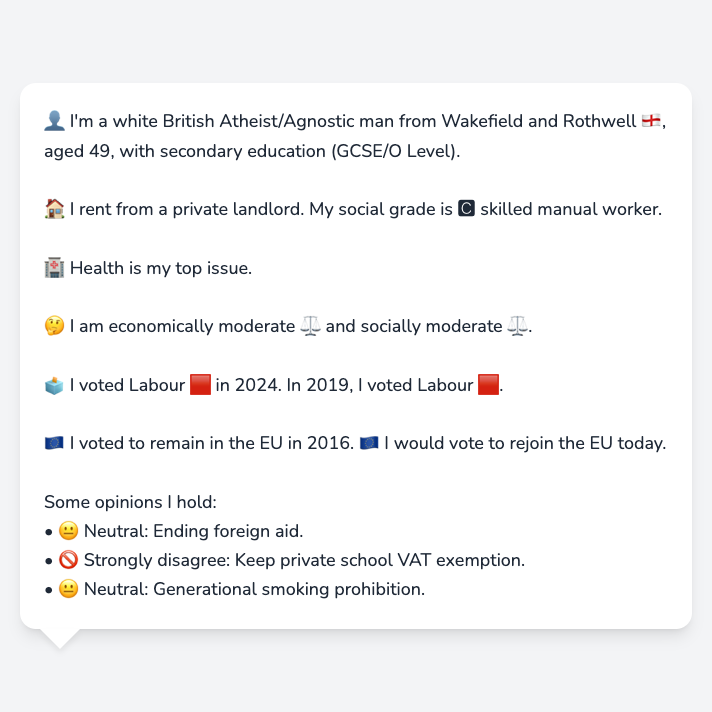 👤 I'm a white British Atheist/Agnostic man from Wakefield and Rothwell 🏴󠁧󠁢󠁥󠁮󠁧󠁿,
aged 49, with secondary education (GCSE/O Level).
🏠 I rent from a private landlord. My social grade is 🅲 skilled manual worker.
🏥 Health is my top issue.
🤔 I am economically moderate ⚖️ and socially moderate ⚖️.
🗳️ I voted Labour 🟥 in 2024. In 2019, I voted Labour 🟥.
🇪🇺 I voted to remain in the EU in 2016. 🇪🇺 I would vote to rejoin the EU today.
Some opinions I hold:
• 😐 Neutral: Ending foreign aid.
• 🚫 Strongly disagree: Keep private school VAT exemption.
• 😐 Neutral: Generational smoking prohibition.